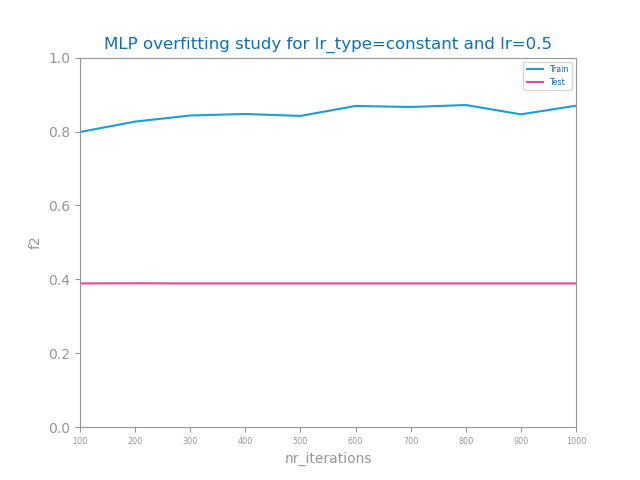 MLP overfitting study for lr_type=constant and lr=0.5
Train
Test
1.0
0.8
0.6
0.4
0.2
0.0
f2
100 200 300 400 500 600 700 800 900 1000
nr_iterations